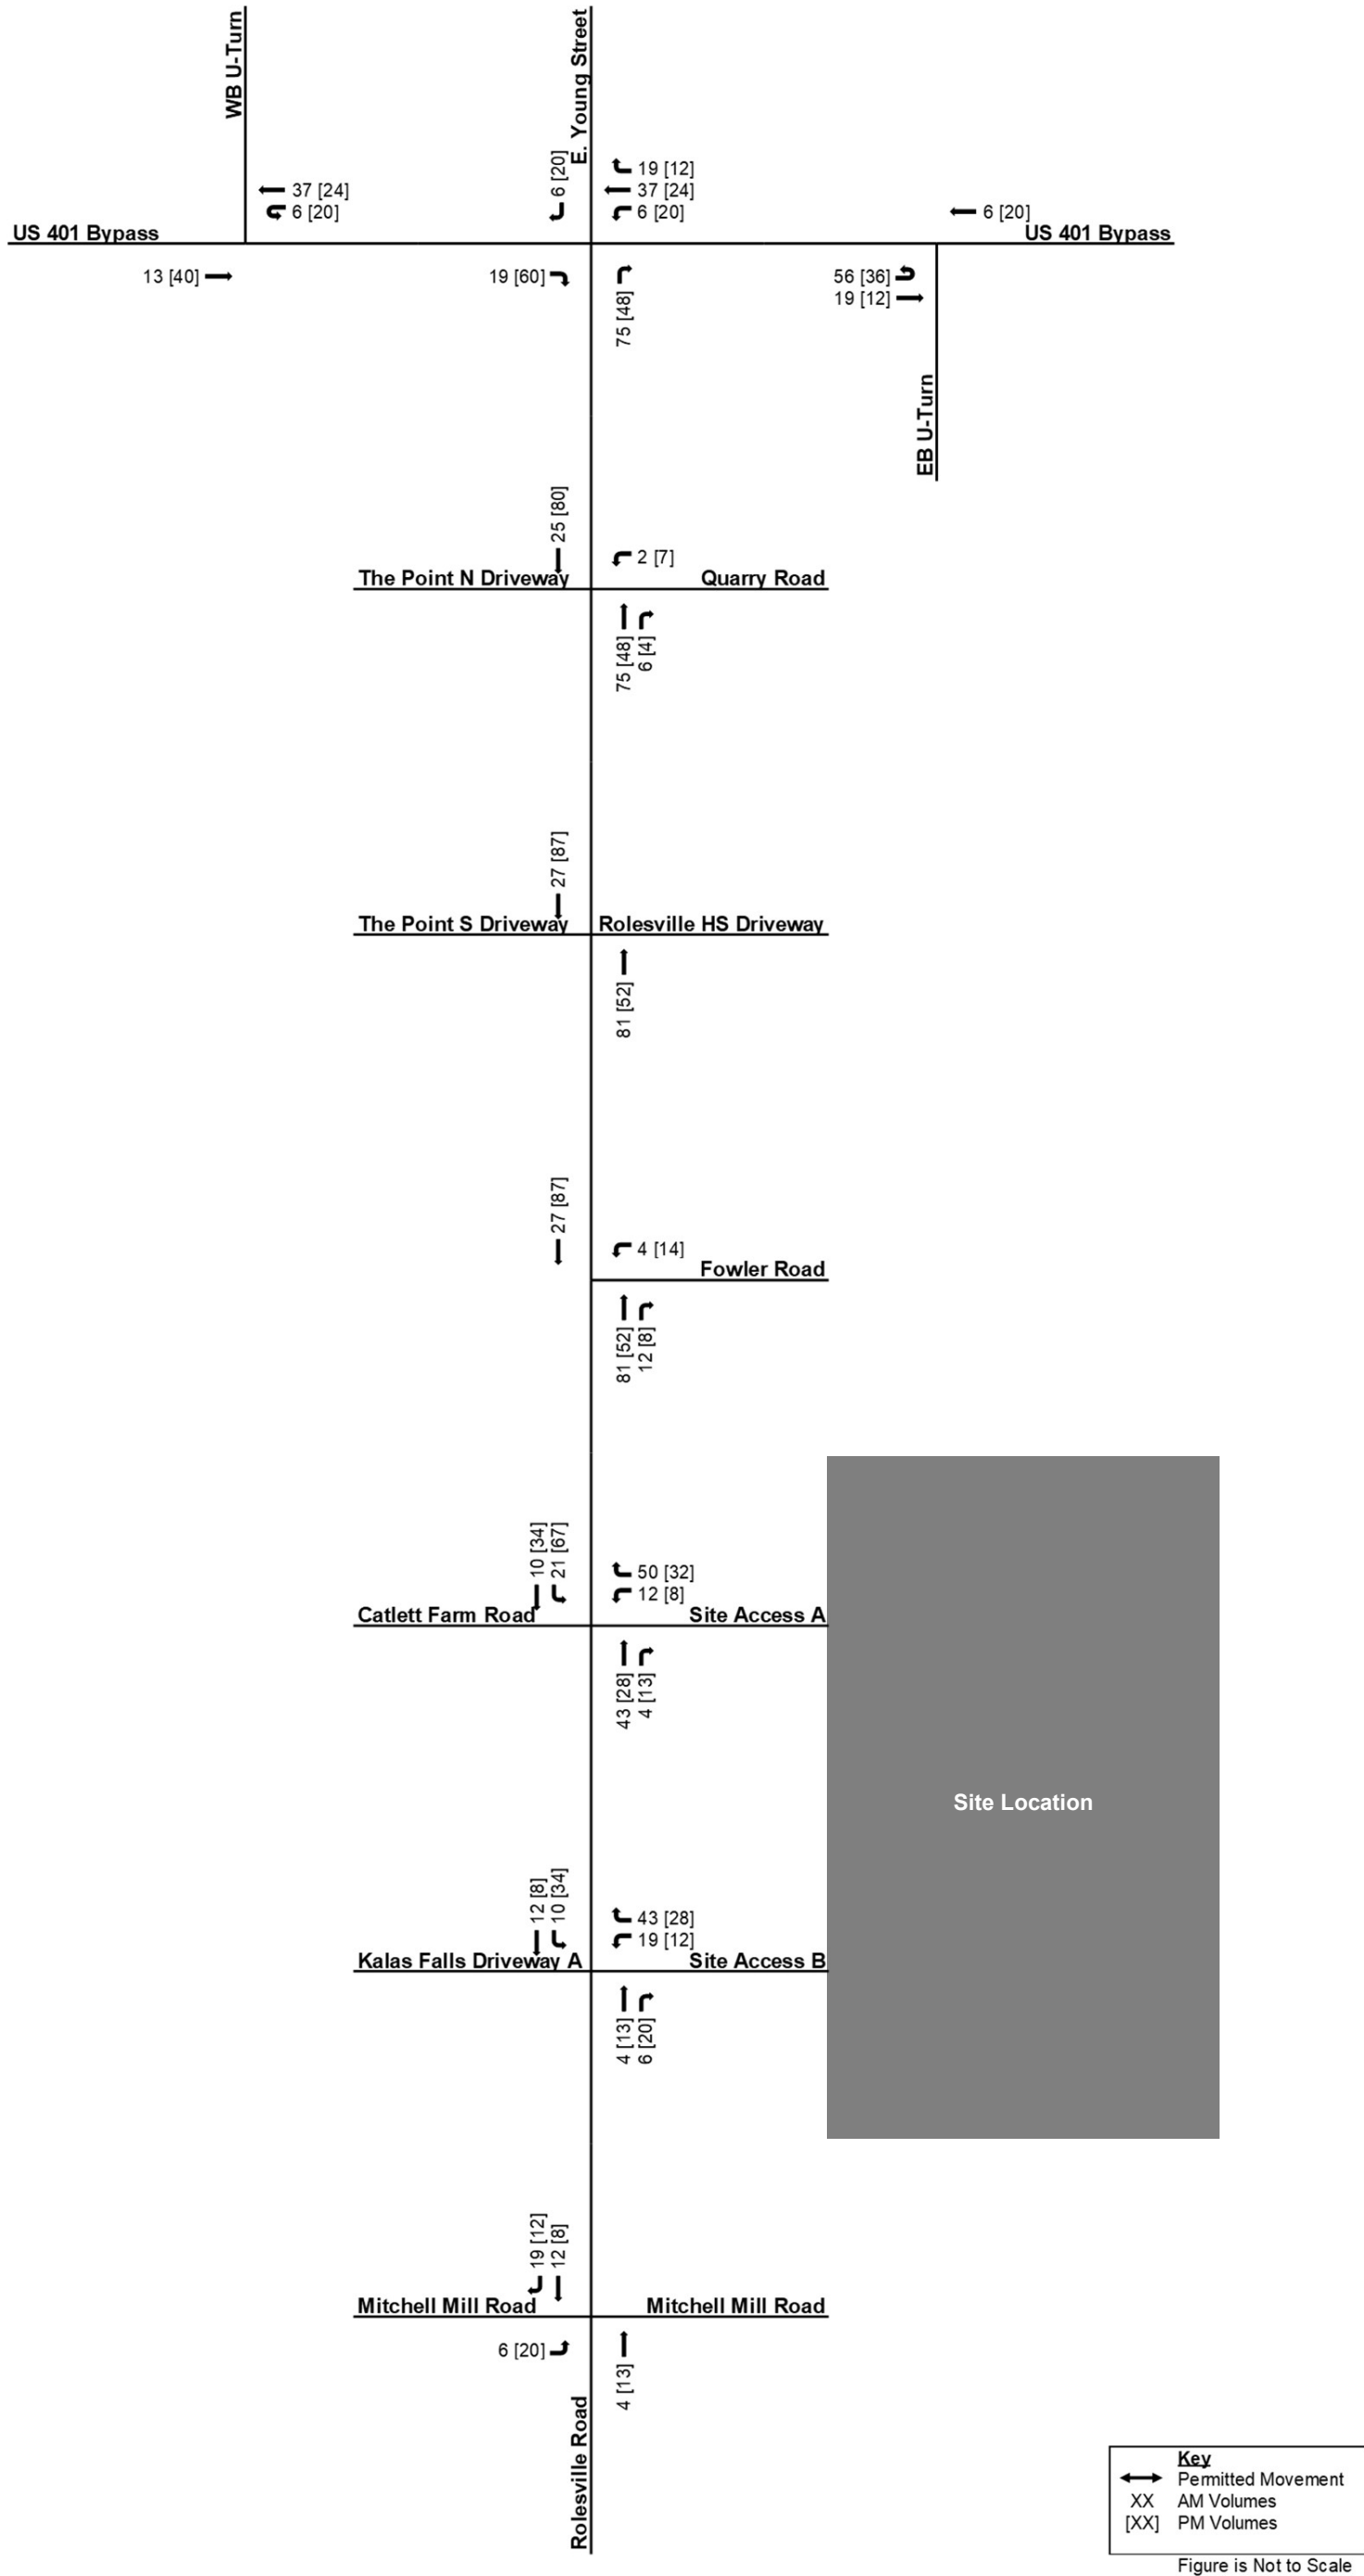 WB U-Turn
E. Young Street
6 [20]
19 [12]
37 [24]
37 [24]
6 [20]
6 [20]
6 [20]
US 401 Bypass
US 401 Bypass
13 [40]
19 [60]
75 [48]
56 [36]
19 [12]
EB U-Turn
25 [80]
2 [7]
The Point N Driveway
Quarry Road
75 [48]
6 [4]
27 [87]
The Point S Driveway
Rolesville HS Driveway
81 [52]
27 [87]
4 [14]
Fowler Road
81 [52]
12 [8]
10 [34]
21 [67]
50 [32]
12 [8]
Catlett Farm Road
Site Access A
43 [28]
4 [13]
Site Location
12 [8]
10 [34]
43 [28]
19 [12]
Kalas Falls Driveway A
Site Access B
4 [13]
6 [20]
19 [12]
12 [8]
Mitchell Mill Road
Mitchell Mill Road
6 [20]
4 [13]
Rolesville Road
Key
Permitted Movement
XX AM Volumes
[XX] PM Volumes
Figure is Not to Scale